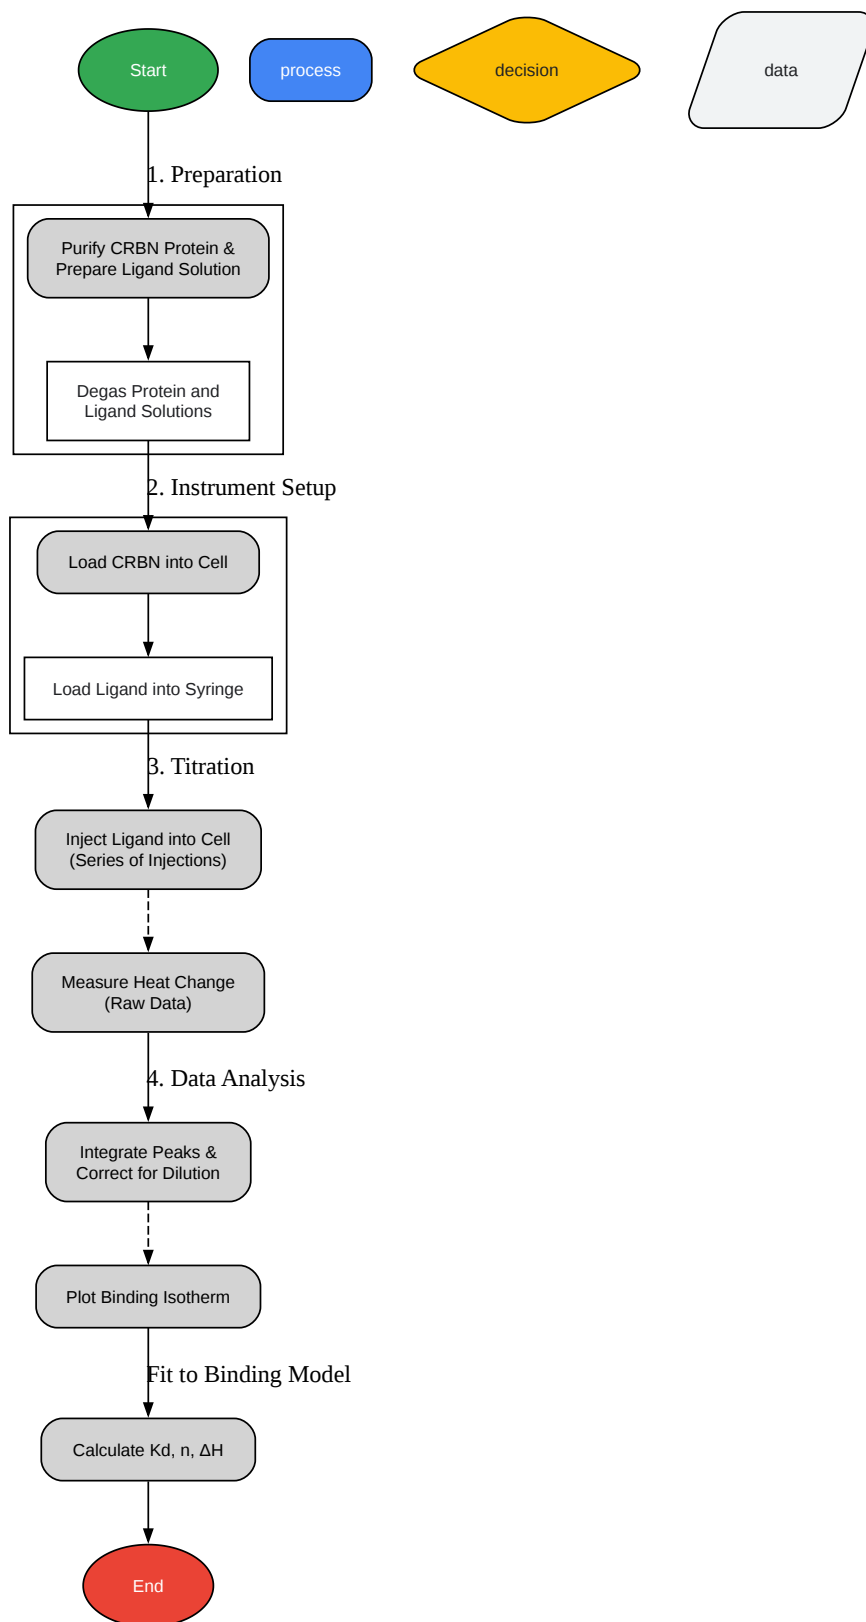 Start
process
decision
data
1. Preparation
Purify CRBN Protein &
Prepare Ligand Solution
Degas Protein and
Ligand Solutions
2. Instrument Setup
Load CRBN into Cell
Load Ligand into Syringe
3. Titration
Inject Ligand into Cell
(Series of Injections)
Measure Heat Change
(Raw Data)
4. Data Analysis
Integrate Peaks &
Correct for Dilution
Plot Binding Isotherm
Fit to Binding Model
Calculate Kd, n, ΔH
End